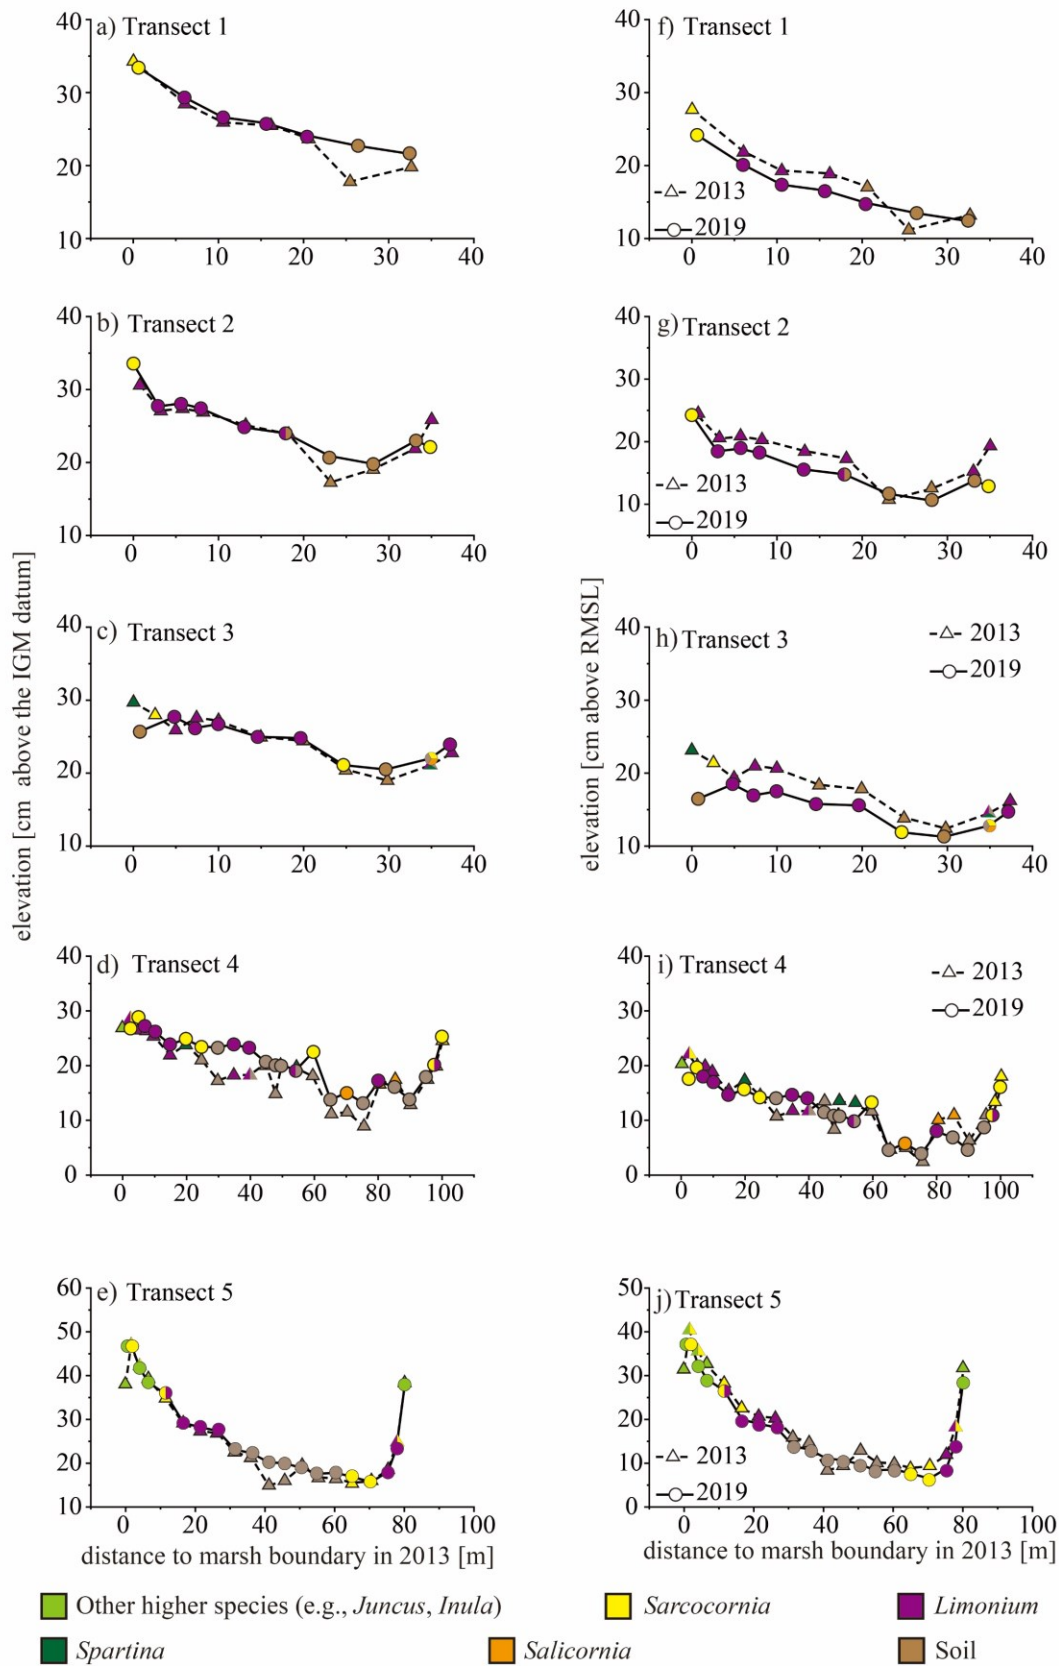 a) Transect 1
40
30
20
10
0 10 20 30 40
f) Transect 1
40
30
20
10
2013
2019
0 10 20 30 40
b) Transect 2
40
30
20
10
0 10 20 30 40
g) Transect 2
40
30
20
10
2013
2019
0 10 20 30 40
c) Transect 3
40
30
20
10
0 10 20 30 40
h) Transect 3
40
30
20
10
2013
2019
0 10 20 30 40
elevation [cm above the IGM datum]
elevation [cm above RMSL]
d) Transect 4
40
30
20
10
0
0 20 40 60 80 100
i) Transect 4
40
30
20
10
0
2013
2019
0 20 40 60 80 100
e) Transect 5
60
50
40
30
20
10
0 20 40 60 80 100
distance to marsh boundary in 2013 [m]
j) Transect 5
50
40
30
20
10
0
2013
2019
0 20 40 60 80 100
distance to marsh boundary in 2013 [m]
Other higher species (e.g., Juncus, Inula)
Sarcocornia
Limonium
Spartina
Salicornia
Soil